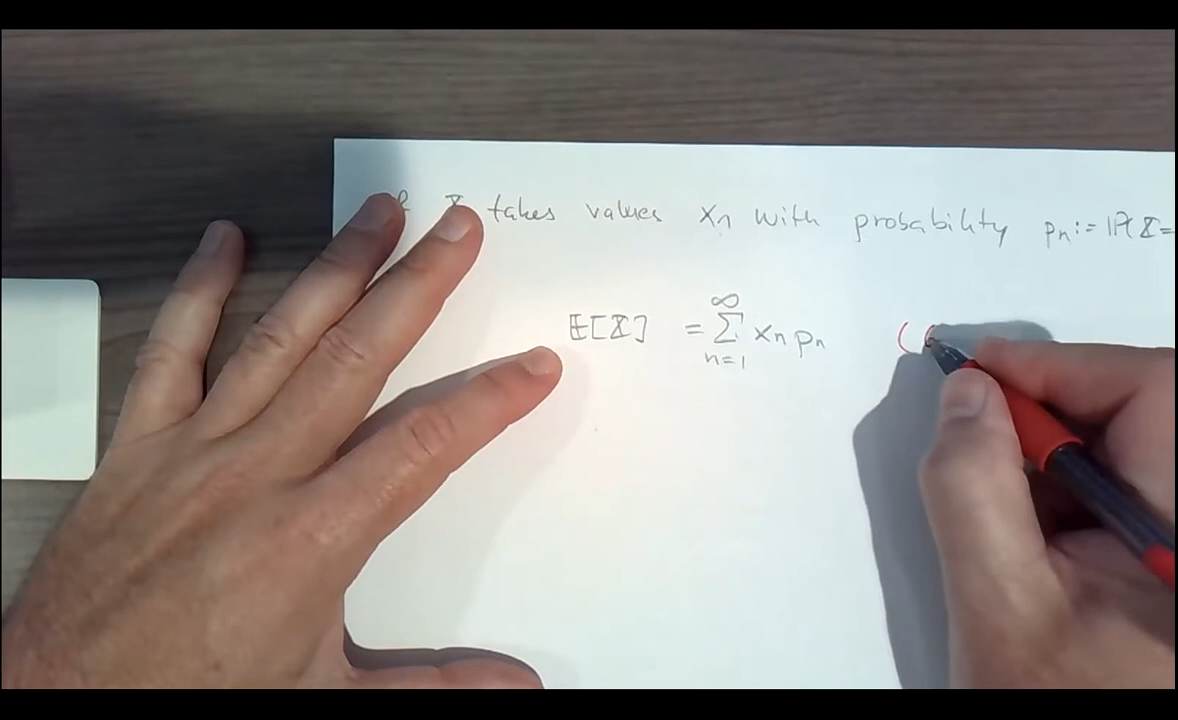 X takes values xₙ with probability pₙ := ℙ(X=
𝔼[X] = ∑_{n=1}^{∞} xₙ pₙ (